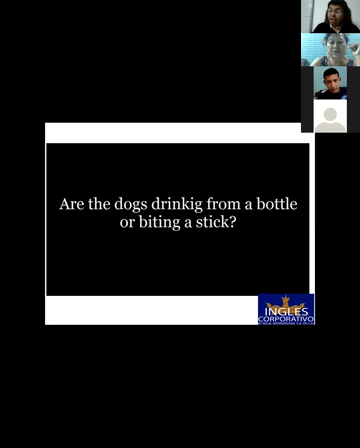 Are the dogs drinkig from a bottle
or biting a stick?
INGLES
CORPORATIVO